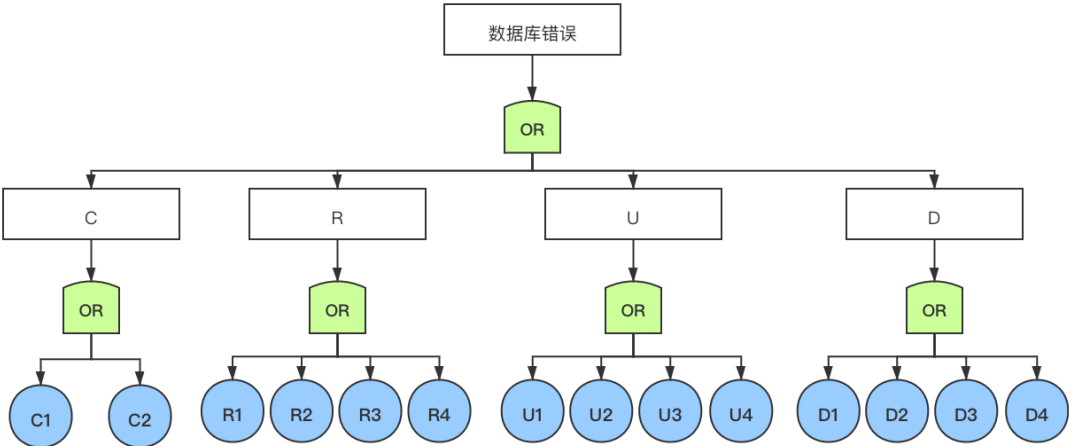 数据库错误
OR
C R U D
OR OR OR OR
C1 C2 R1 R2 R3 R4 U1 U2 U3 U4 D1 D2 D3 D4